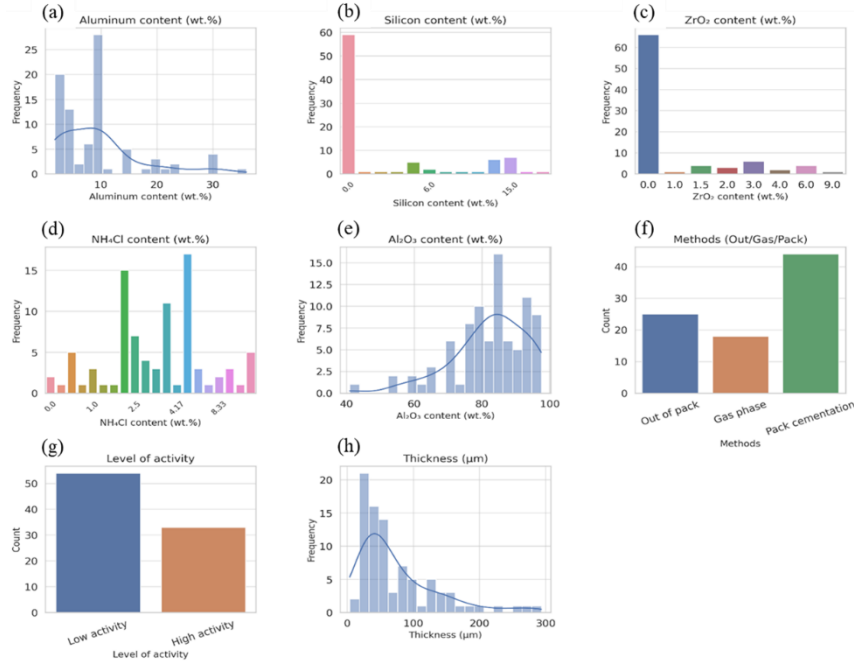 (a)
Aluminum content (wt.%)
Frequency
25
20
15
10
5
0
10
20
30
Aluminum content (wt.%)
(b)
Silicon content (wt.%)
Frequency
60
50
40
30
20
10
0
0.0
6.0
15.0
Silicon content (wt.%)
(c)
ZrO₂ content (wt.%)
Frequency
60
50
40
30
20
10
0
0.0
1.0
1.5
2.0
3.0
4.0
6.0
9.0
ZrO₂ content (wt.%)
(d)
NH₄Cl content (wt.%)
Frequency
15
10
5
0
0.0
1.0
2.5
4.17
8.33
NH₄Cl content (wt.%)
(e)
Al₂O₃ content (wt.%)
Frequency
15.0
12.5
10.0
7.5
5.0
2.5
0.0
40
60
80
100
Al₂O₃ content (wt.%)
(f)
Methods (Out/Gas/Pack)
Count
40
30
20
10
0
Out of pack
Gas phase
Pack cementation
Methods
(g)
Level of activity
Count
50
40
30
20
10
0
Low activity
High activity
Level of activity
(h)
Thickness (μm)
Frequency
20
15
10
5
0
0
100
200
300
Thickness (μm)